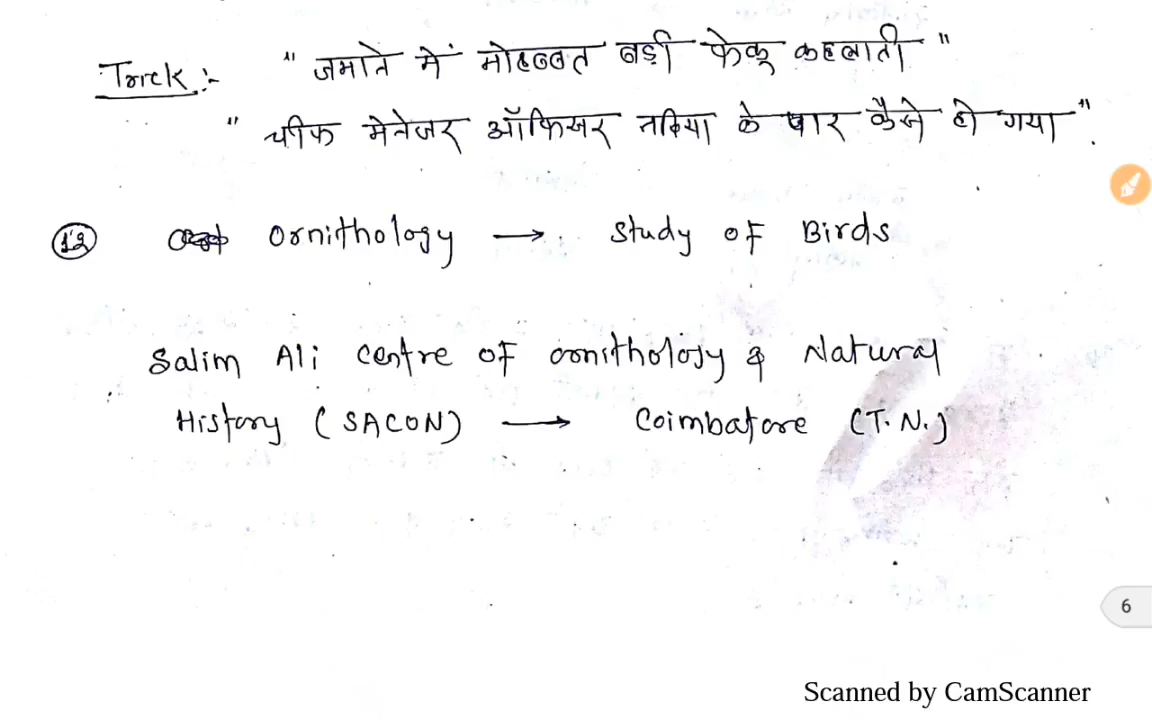 Trick :- " जमाने में मोहब्बत बड़ी फेकू कहलाती "
" चीफ मेनेजर ऑफिसर नदिया के पार कैसे हो गया ".
12 Ornithology → Study of Birds
Salim Ali centre of ornithology & Natural
History (SACON) → Coimbatore (T.N.)
6
Scanned by CamScanner